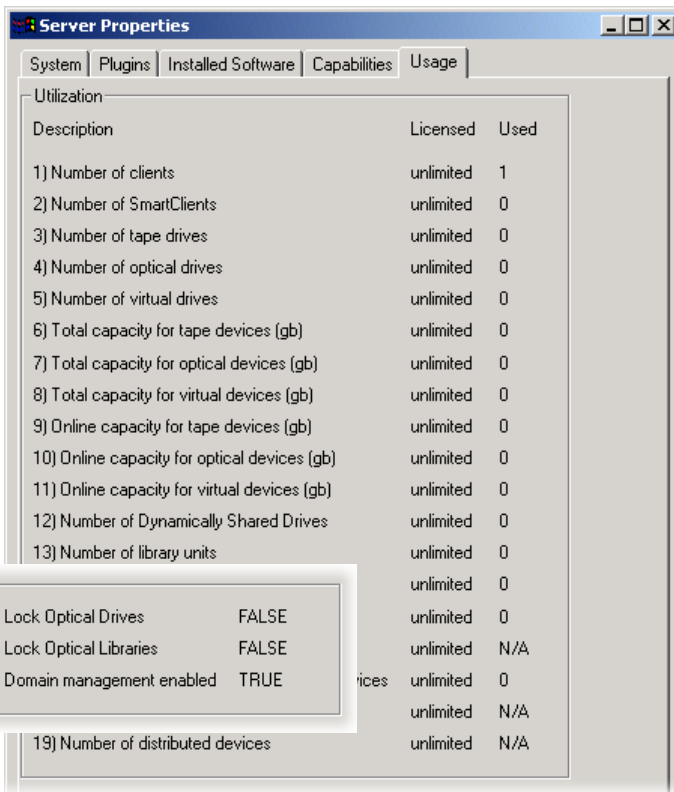 Server Properties
System Plugins Installed Software Capabilities Usage
Utilization
Description Licensed Used
1) Number of clients unlimited 1
2) Number of SmartClients unlimited 0
3) Number of tape drives unlimited 0
4) Number of optical drives unlimited 0
5) Number of virtual drives unlimited 0
6) Total capacity for tape devices (gb) unlimited 0
7) Total capacity for optical devices (gb) unlimited 0
8) Total capacity for virtual devices (gb) unlimited 0
9) Online capacity for tape devices (gb) unlimited 0
10) Online capacity for optical devices (gb) unlimited 0
11) Online capacity for virtual devices (gb) unlimited 0
12) Number of Dynamically Shared Drives unlimited 0
13) Number of library units unlimited 0
unlimited 0
Lock Optical Drives FALSE unlimited 0
Lock Optical Libraries FALSE unlimited N/A
Domain management enabled TRUE vices unlimited 0
unlimited N/A
19) Number of distributed devices unlimited N/A